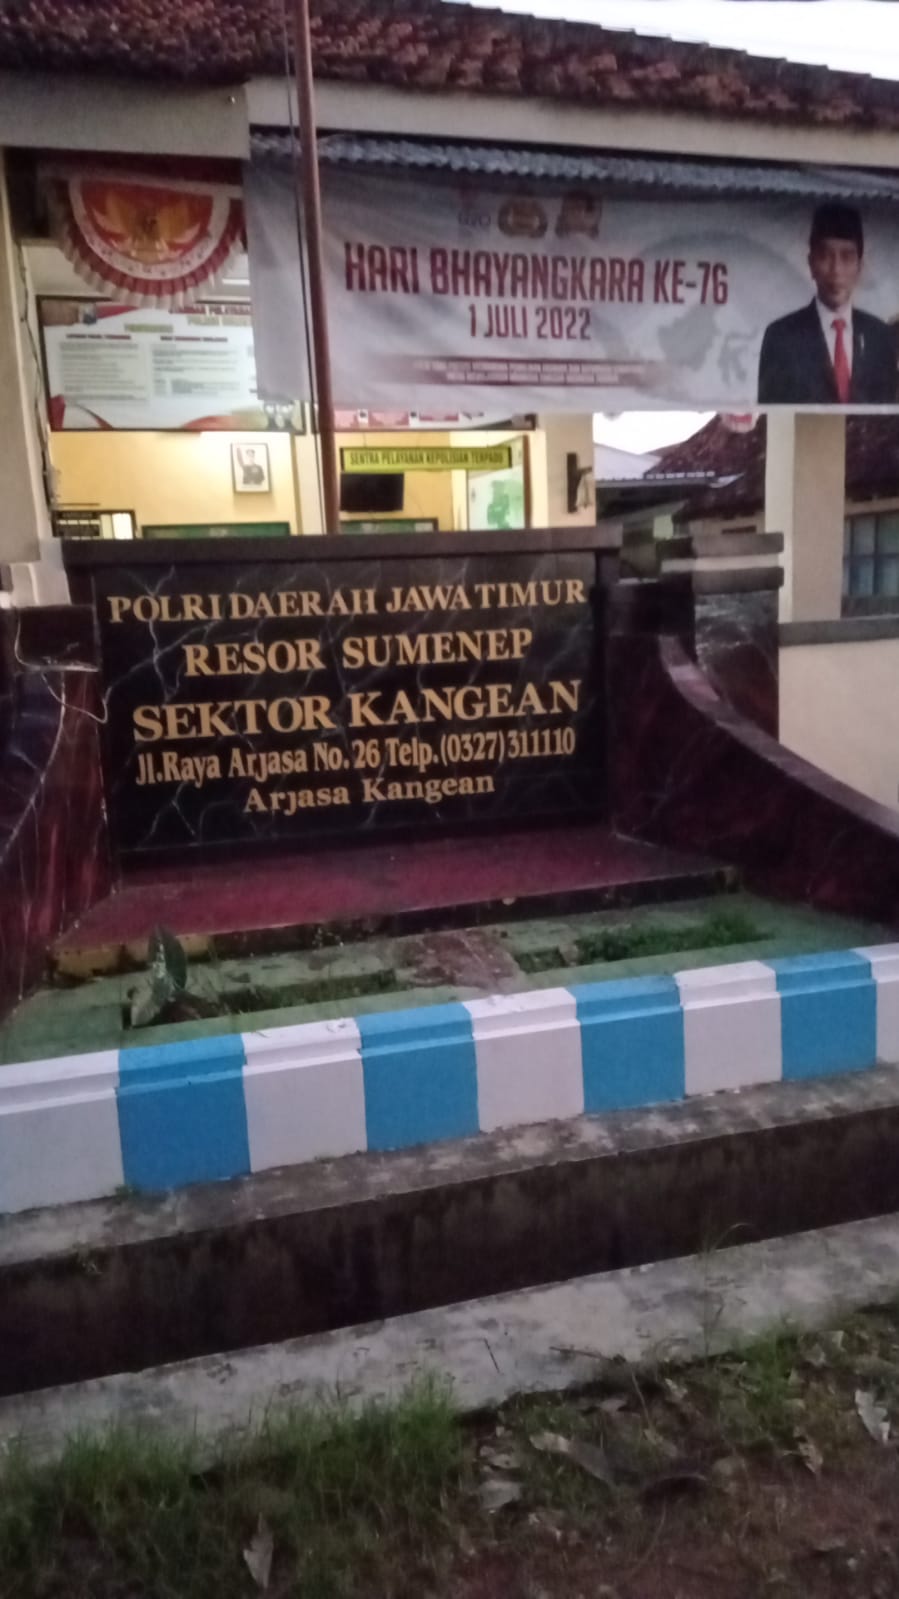 G20
HARI BHAYANGKARA KE-76
1 JULI 2022
SENTRA PELAYANAN KEPOLISIAN TERPADU
POLRI DAERAH JAWA TIMUR
RESOR SUMENEP
SEKTOR KANGEAN
Jl.Raya Arjasa No. 26 Telp.(0327)311110
Arjasa Kangean